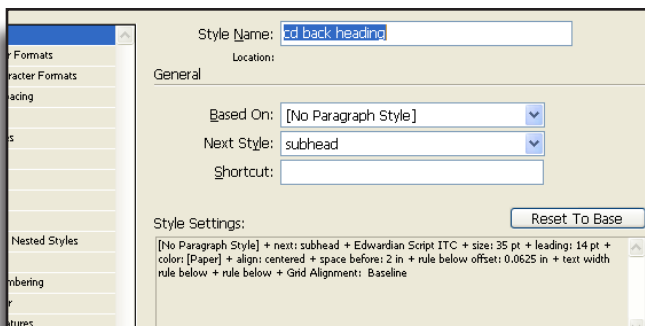 Style Name: cd back heading
Location:
General
Based On: [No Paragraph Style]
Next Style: subhead
Shortcut:
Style Settings:
Reset To Base
[No Paragraph Style] + next: subhead + Edwardian Script ITC + size: 35 pt + leading: 14 pt +
color: [Paper] + align: centered + space before: 2 in + rule below offset: 0.0625 in + text width
rule below + rule below + Grid Alignment: Baseline
Formats
racter Formats
acing
s
Nested Styles
mbering
r
atures